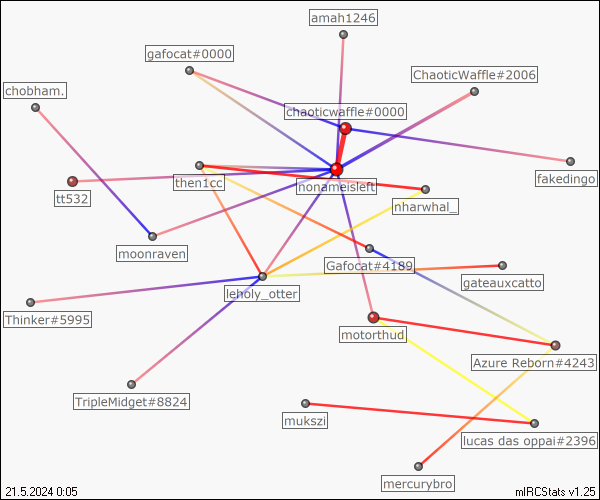 amah1246
gafocat#0000
ChaoticWaffle#2006
chobham.
chaoticwaffle#0000
fakedingo
then1cc
nonameisleft
tt532
nharwhal_
moonraven
Gafocat#4189
gateauxcatto
leholy_otter
Thinker#5995
motorthud
Azure Reborn#4243
TripleMidget#8824
mukszi
lucas das oppai#2396
mercurybro
21.5.2024 0:05
mIRCStats v1.25